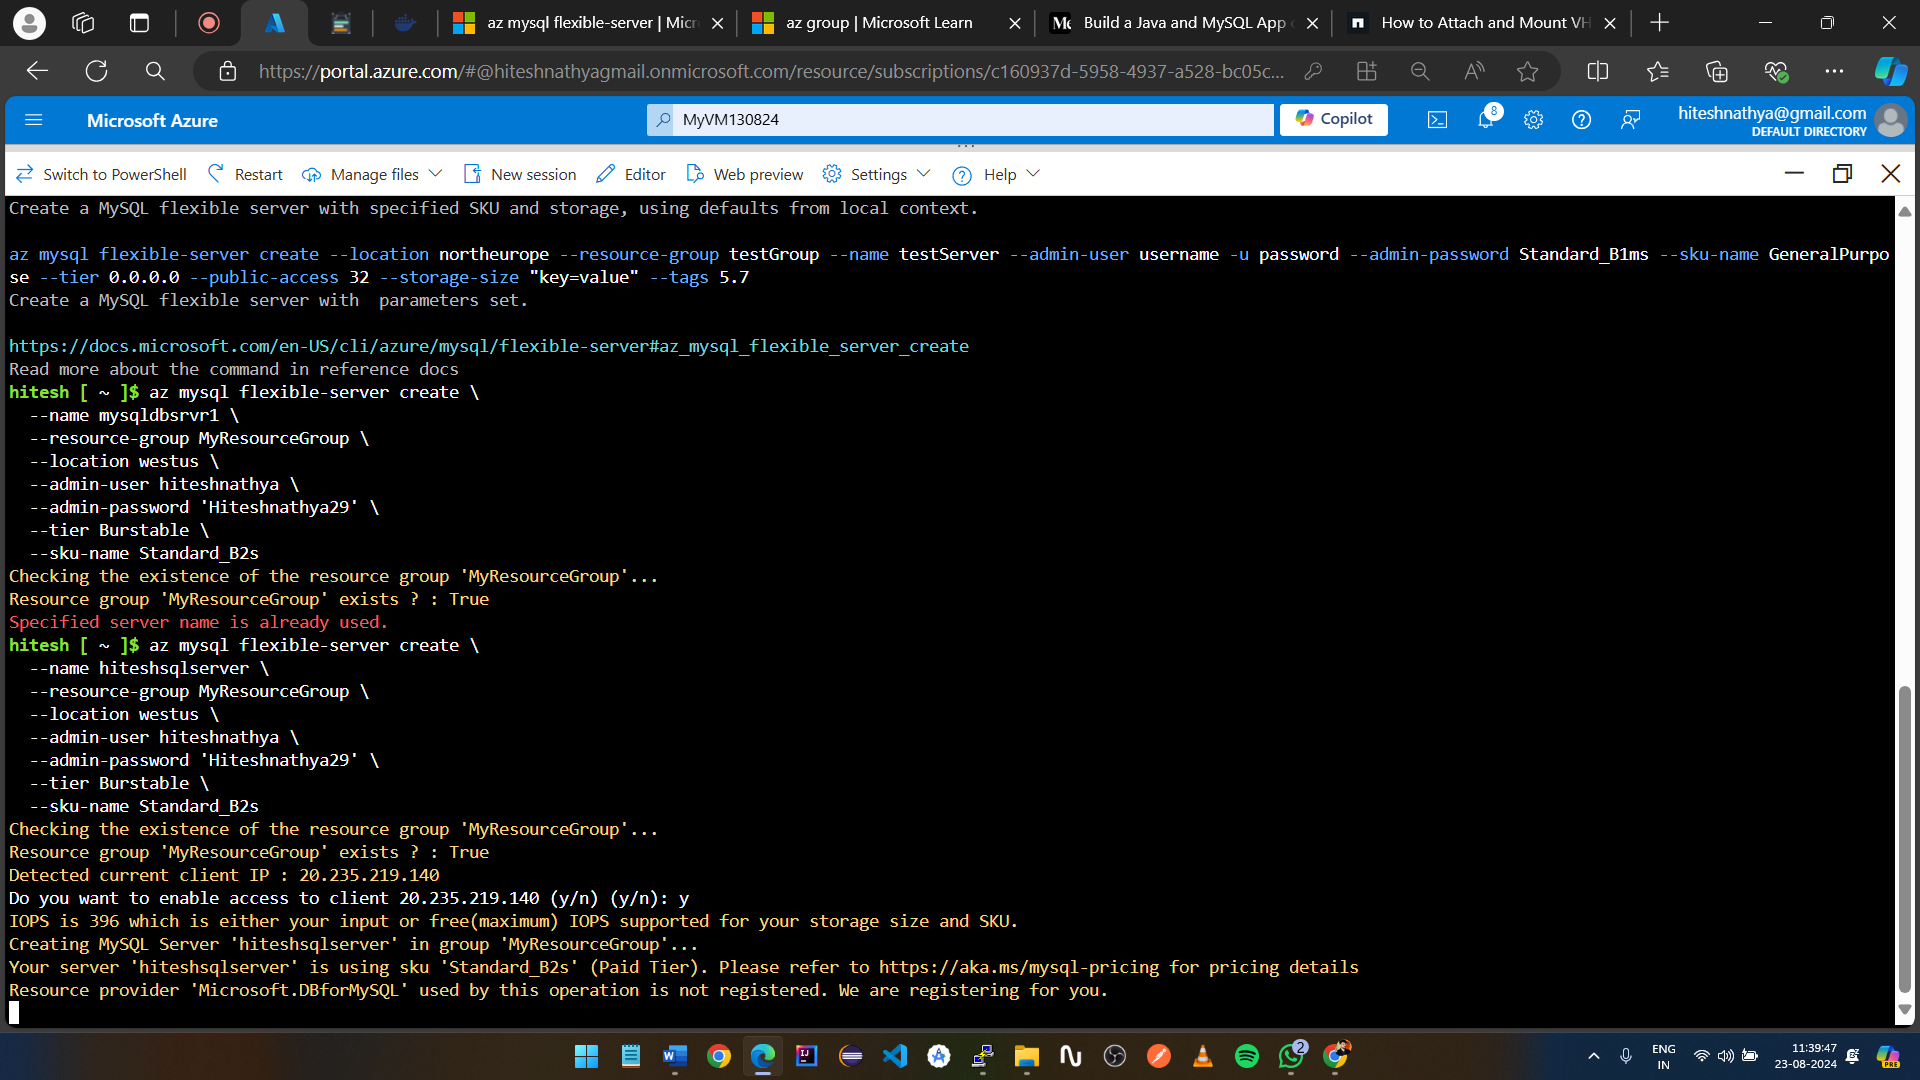 az mysql flexible-server | Micr
az group | Microsoft Learn
Build a Java and MySQL App
How to Attach and Mount VH
https://portal.azure.com/#@hiteshnathyagmail.onmicrosoft.com/resource/subscriptions/c160937d-5958-4937-a528-bc05c...
Microsoft Azure
MyVM130824
Copilot
8
hiteshnathya@gmail.com
DEFAULT DIRECTORY
Switch to PowerShell
Restart
Manage files
New session
Editor
Web preview
Settings
Help
Create a MySQL flexible server with specified SKU and storage, using defaults from local context.
az mysql flexible-server create --location northeurope --resource-group testGroup --name testServer --admin-user username -u password --admin-password Standard_B1ms --sku-name GeneralPurpo
se --tier 0.0.0.0 --public-access 32 --storage-size "key=value" --tags 5.7
Create a MySQL flexible server with  parameters set.
https://docs.microsoft.com/en-US/cli/azure/mysql/flexible-server#az_mysql_flexible_server_create
Read more about the command in reference docs
hitesh [ ~ ]$ az mysql flexible-server create \
--name mysqldbsrvr1 \
--resource-group MyResourceGroup \
--location westus \
--admin-user hiteshnathya \
--admin-password 'Hiteshnathya29' \
--tier Burstable \
--sku-name Standard_B2s
Checking the existence of the resource group 'MyResourceGroup'...
Resource group 'MyResourceGroup' exists ? : True
Specified server name is already used.
hitesh [ ~ ]$ az mysql flexible-server create \
--name hiteshsqlserver \
--resource-group MyResourceGroup \
--location westus \
--admin-user hiteshnathya \
--admin-password 'Hiteshnathya29' \
--tier Burstable \
--sku-name Standard_B2s
Checking the existence of the resource group 'MyResourceGroup'...
Resource group 'MyResourceGroup' exists ? : True
Detected current client IP : 20.235.219.140
Do you want to enable access to client 20.235.219.140 (y/n) (y/n): y
IOPS is 396 which is either your input or free(maximum) IOPS supported for your storage size and SKU.
Creating MySQL Server 'hiteshsqlserver' in group 'MyResourceGroup'...
Your server 'hiteshsqlserver' is using sku 'Standard_B2s' (Paid Tier). Please refer to https://aka.ms/mysql-pricing for pricing details
Resource provider 'Microsoft.DBforMySQL' used by this operation is not registered. We are registering for you.
2
ENG
IN
11:39:47
23-08-2024